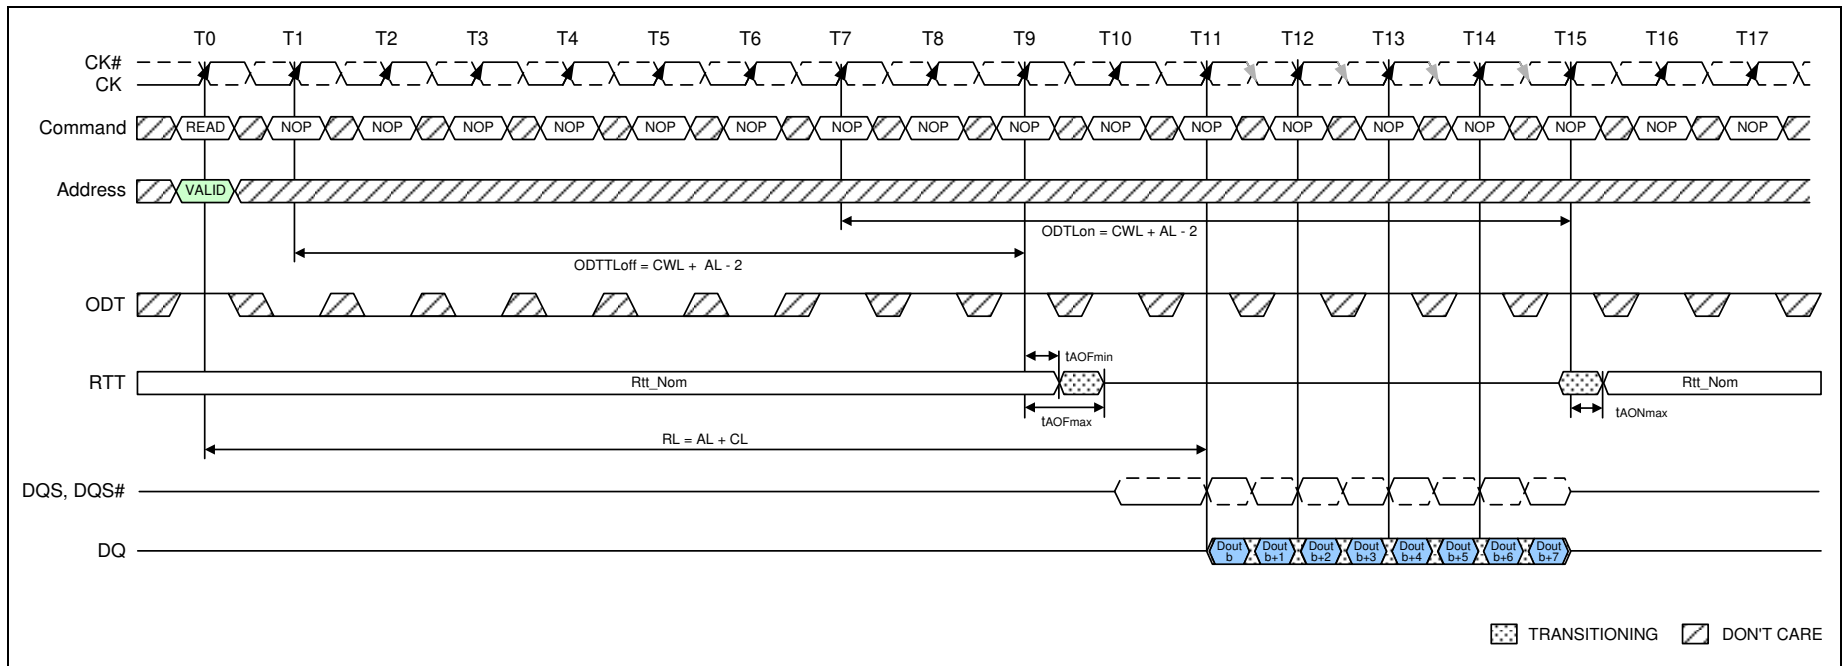 T0 T1 T2 T3 T4 T5 T6 T7 T8 T9 T10 T11 T12 T13 T14 T15 T16 T17
CK#
CK
Command READ NOP NOP NOP NOP NOP NOP NOP NOP NOP NOP NOP NOP NOP NOP NOP NOP NOP
Address VALID
ODTLon = CWL + AL - 2
ODTTLoff = CWL + AL - 2
ODT
tAOFmin
RTT Rtt_Nom Rtt_Nom
tAOFmax tAONmax
RL = AL + CL
DQS, DQS#
DQ Dout b Dout b+1 Dout b+2 Dout b+3 Dout b+4 Dout b+5 Dout b+6 Dout b+7
TRANSITIONING DON'T CARE